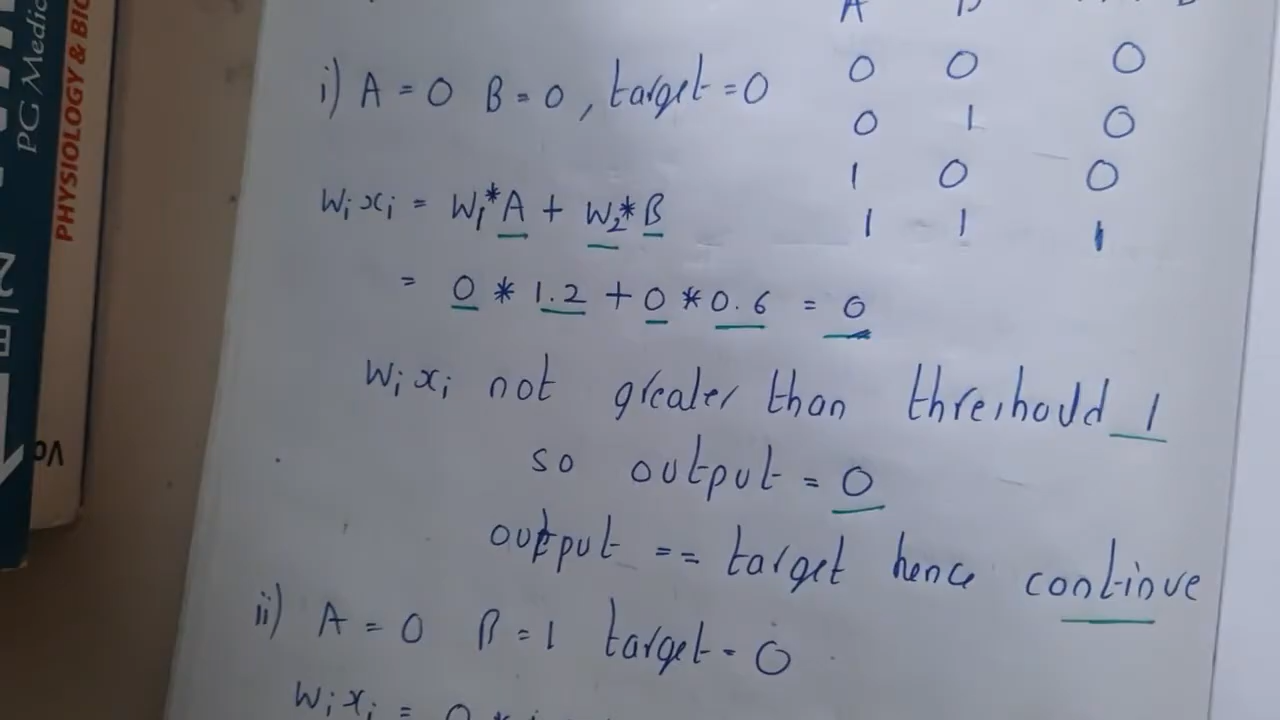 A B
0 0 0
i) A = 0 B = 0, target = 0
0 1 0
1 0 0
wixi = w1*A + w2*B
1 1 1
= 0 * 1.2 + 0 * 0.6 = 0
wixi not greater than threshould 1
so output = 0
output == target hence continue
ii) A = 0 B = 1 target = 0
wixi = 0 *
PG Medic
PHYSIOLOGY & BIO